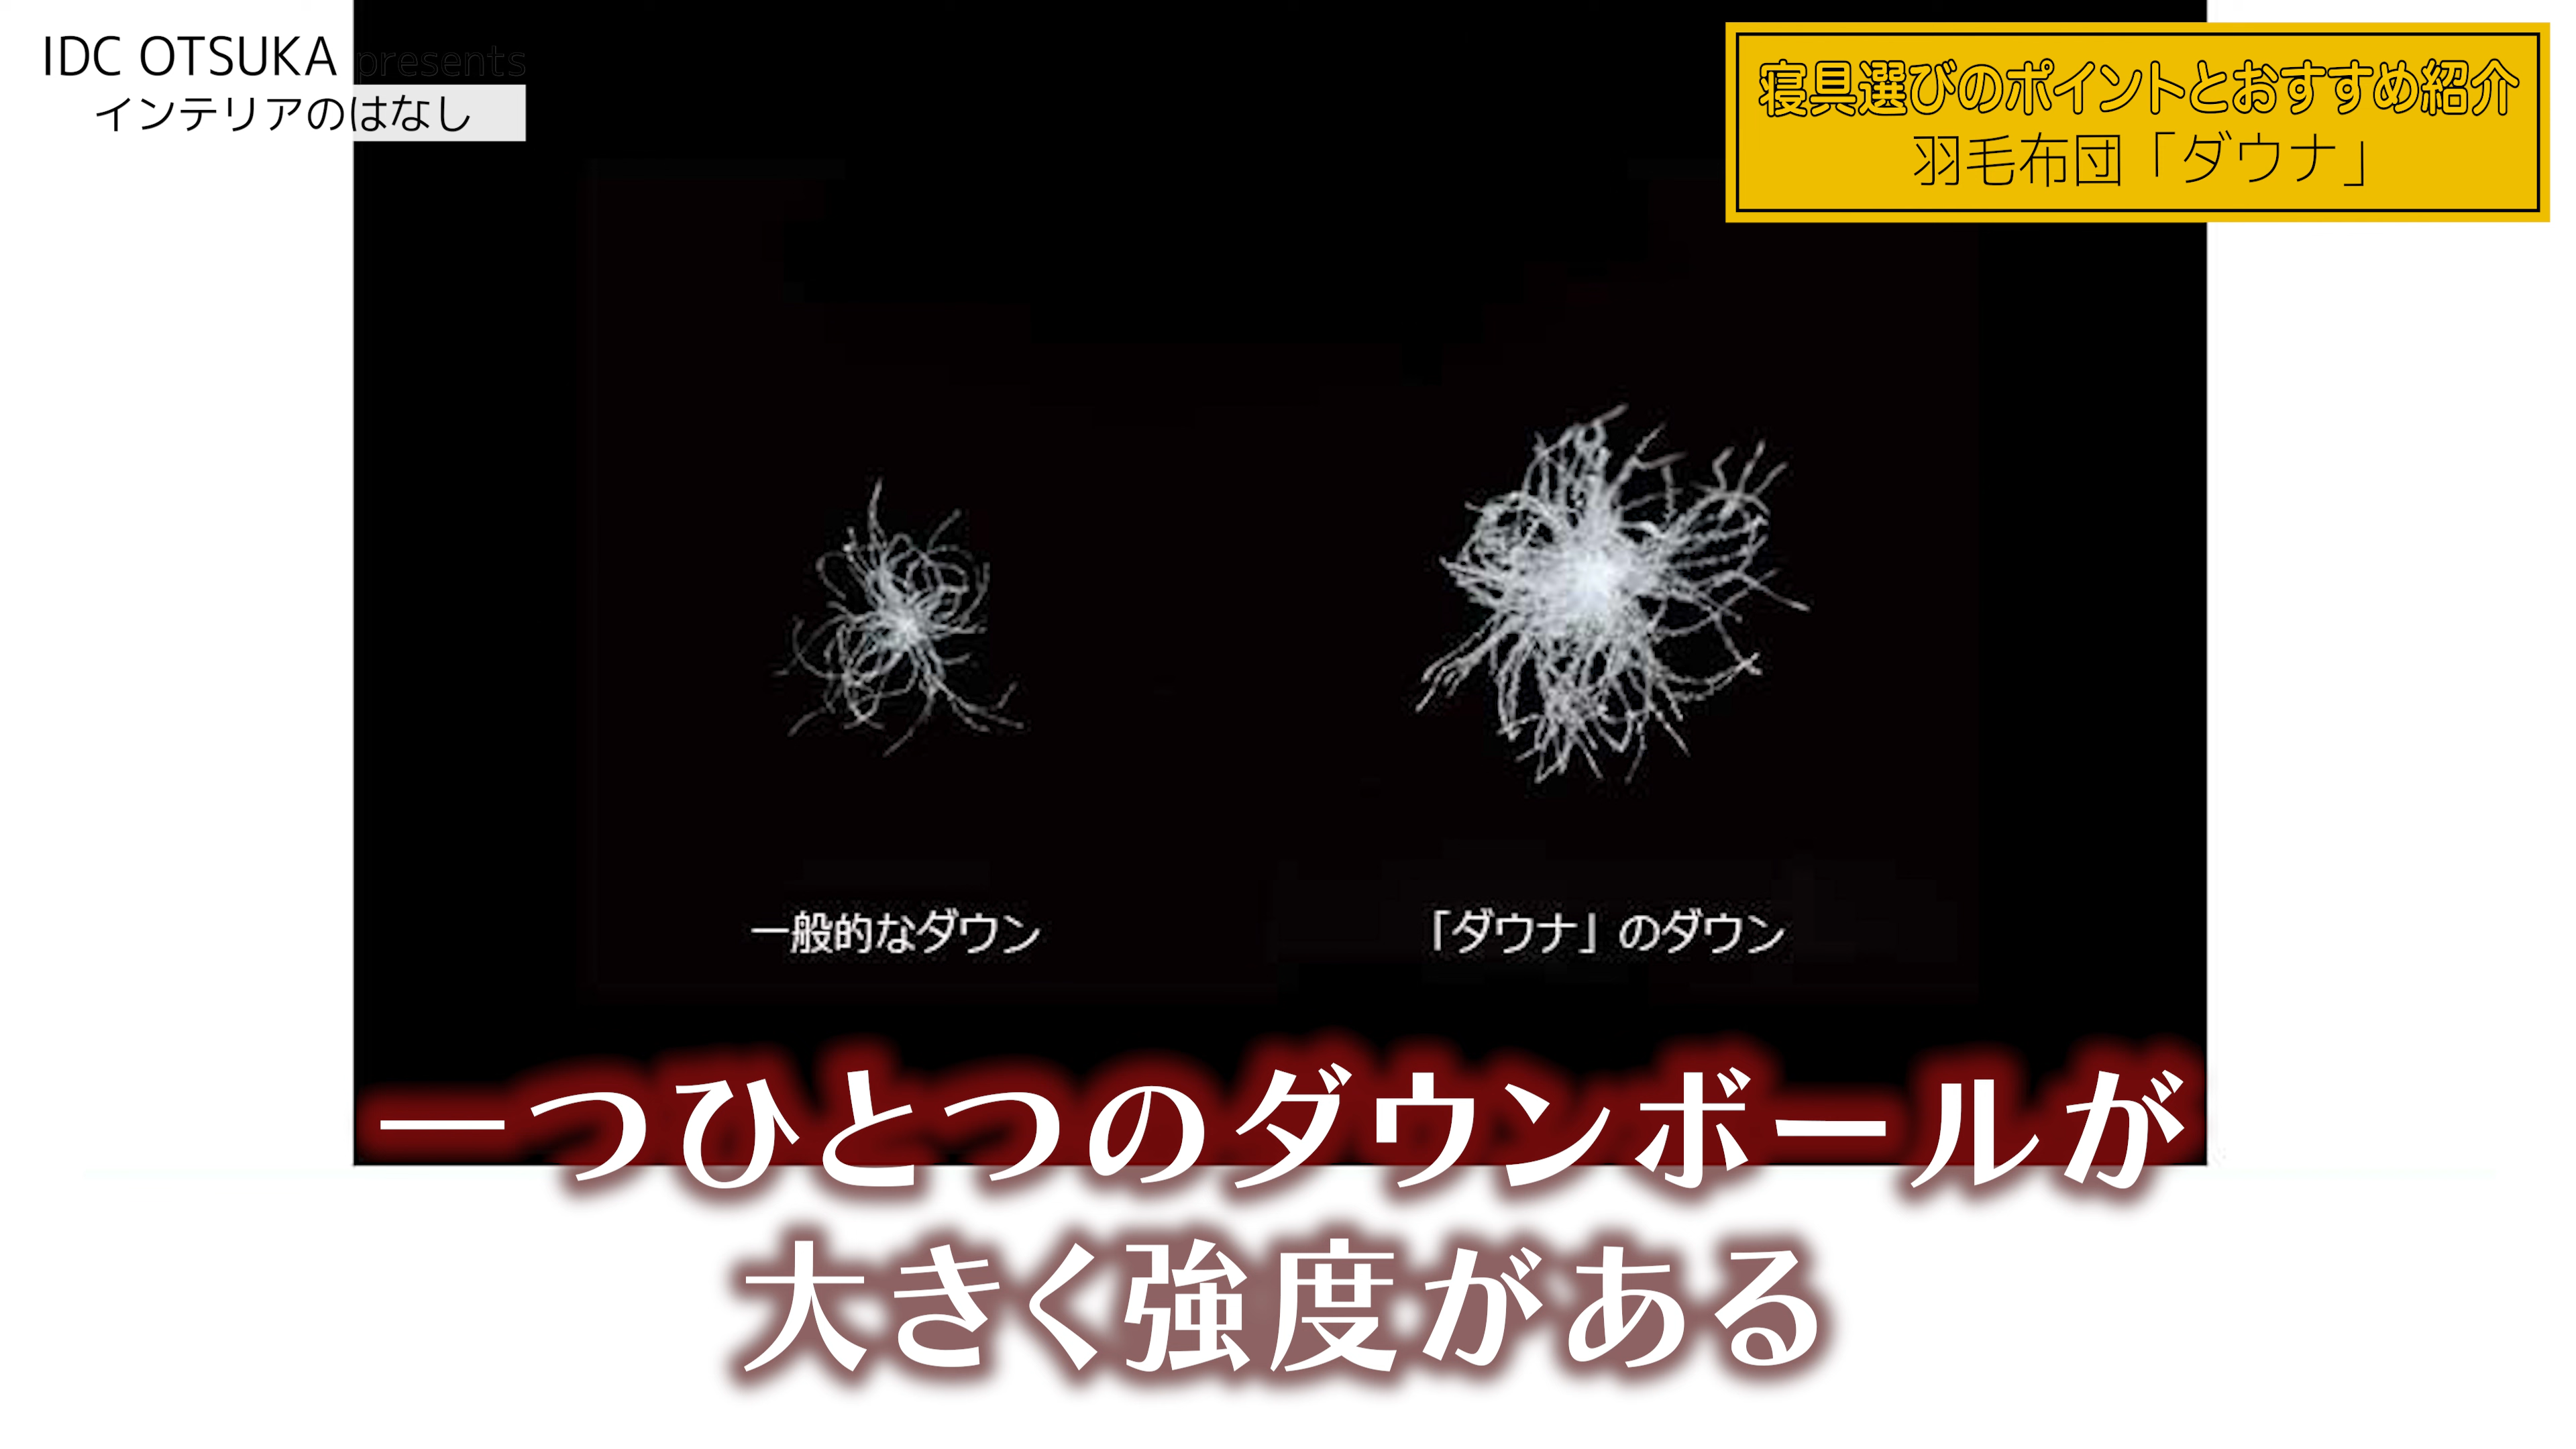 IDC OTSUKA presents
インテリアのはなし
寝具選びのポイントとおすすめ紹介
羽毛布団「ダウナ」
一般的なダウン
「ダウナ」のダウン
一つひとつのダウンボールが
大きく強度がある